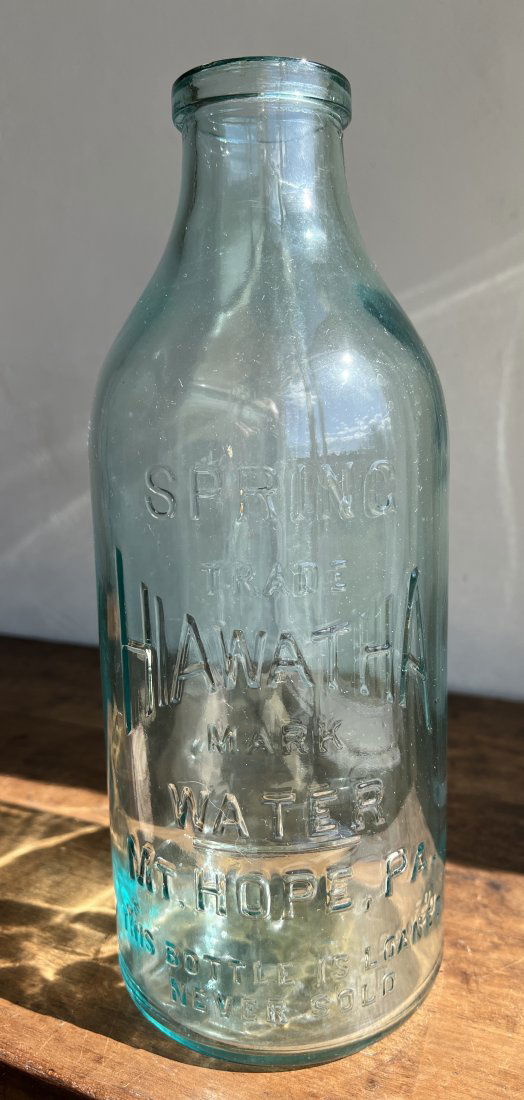 SPRING
TRADE
HIAWATHA
MARK
WATER
MT. HOPE, PA.
THIS BOTTLE IS LOANED
NEVER SOLD